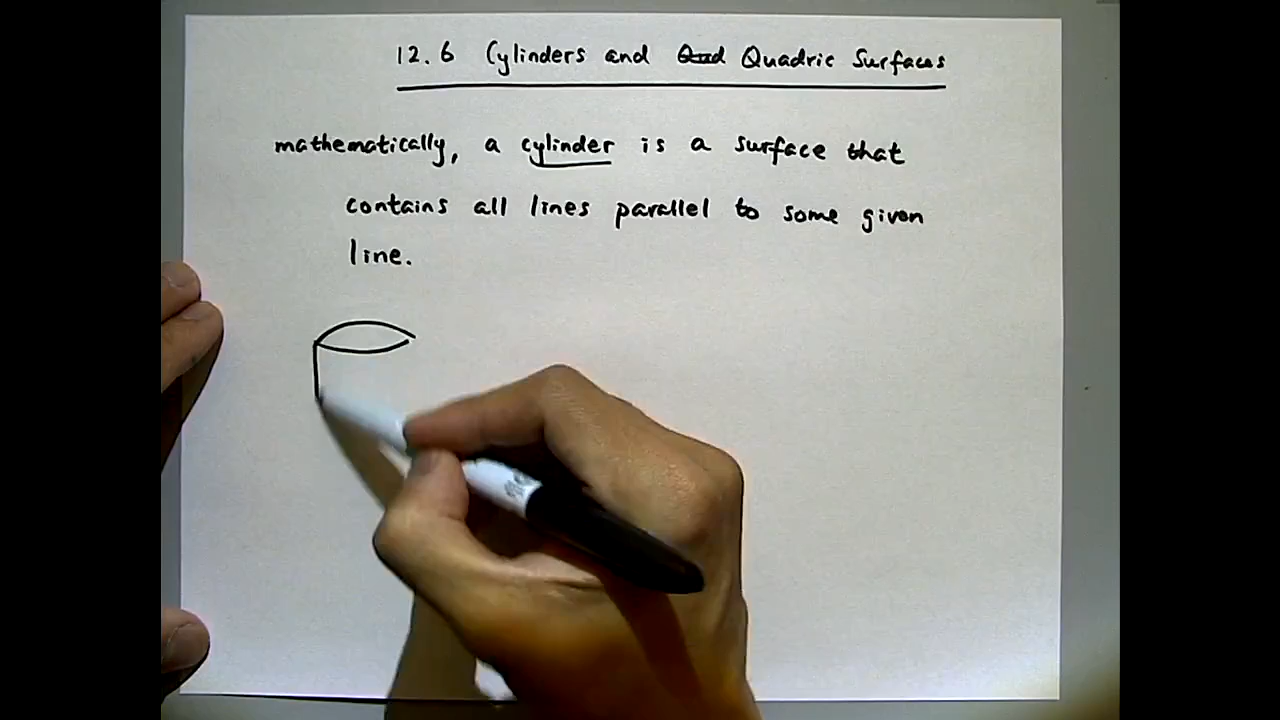 12.6 Cylinders and Quad Quadric Surfaces
mathematically, a cylinder is a surface that
contains all lines parallel to some given
line.